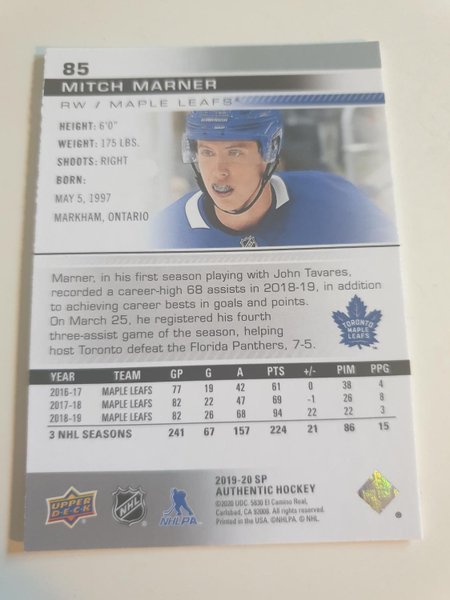 85
MITCH MARNER
RW / MAPLE LEAFS
HEIGHT: 6'0"
WEIGHT: 175 LBS.
SHOOTS: RIGHT
BORN:
MAY 5, 1997
MARKHAM, ONTARIO
Marner, in his first season playing with John Tavares,
recorded a career-high 68 assists in 2018-19, in addition
to achieving career bests in goals and points.
On March 25, he registered his fourth
three-assist game of the season, helping
host Toronto defeat the Florida Panthers, 7-5.
TORONTO
MAPLE
LEAFS
YEAR TEAM GP G A PTS +/- PIM PPG
2016-17 MAPLE LEAFS 77 19 42 61 0 38 4
2017-18 MAPLE LEAFS 82 22 47 69 -1 26 8
2018-19 MAPLE LEAFS 82 26 68 94 22 22 3
3 NHL SEASONS 241 67 157 224 21 86 15
UPPER
DECK
NHL
NHLPA
2019-20 SP
AUTHENTIC HOCKEY
©2020 UDC. 5830 El Camino Real,
Carlsbad, CA 92008. All rights reserved.
Printed in the USA. ©NHLPA. © NHL.
®